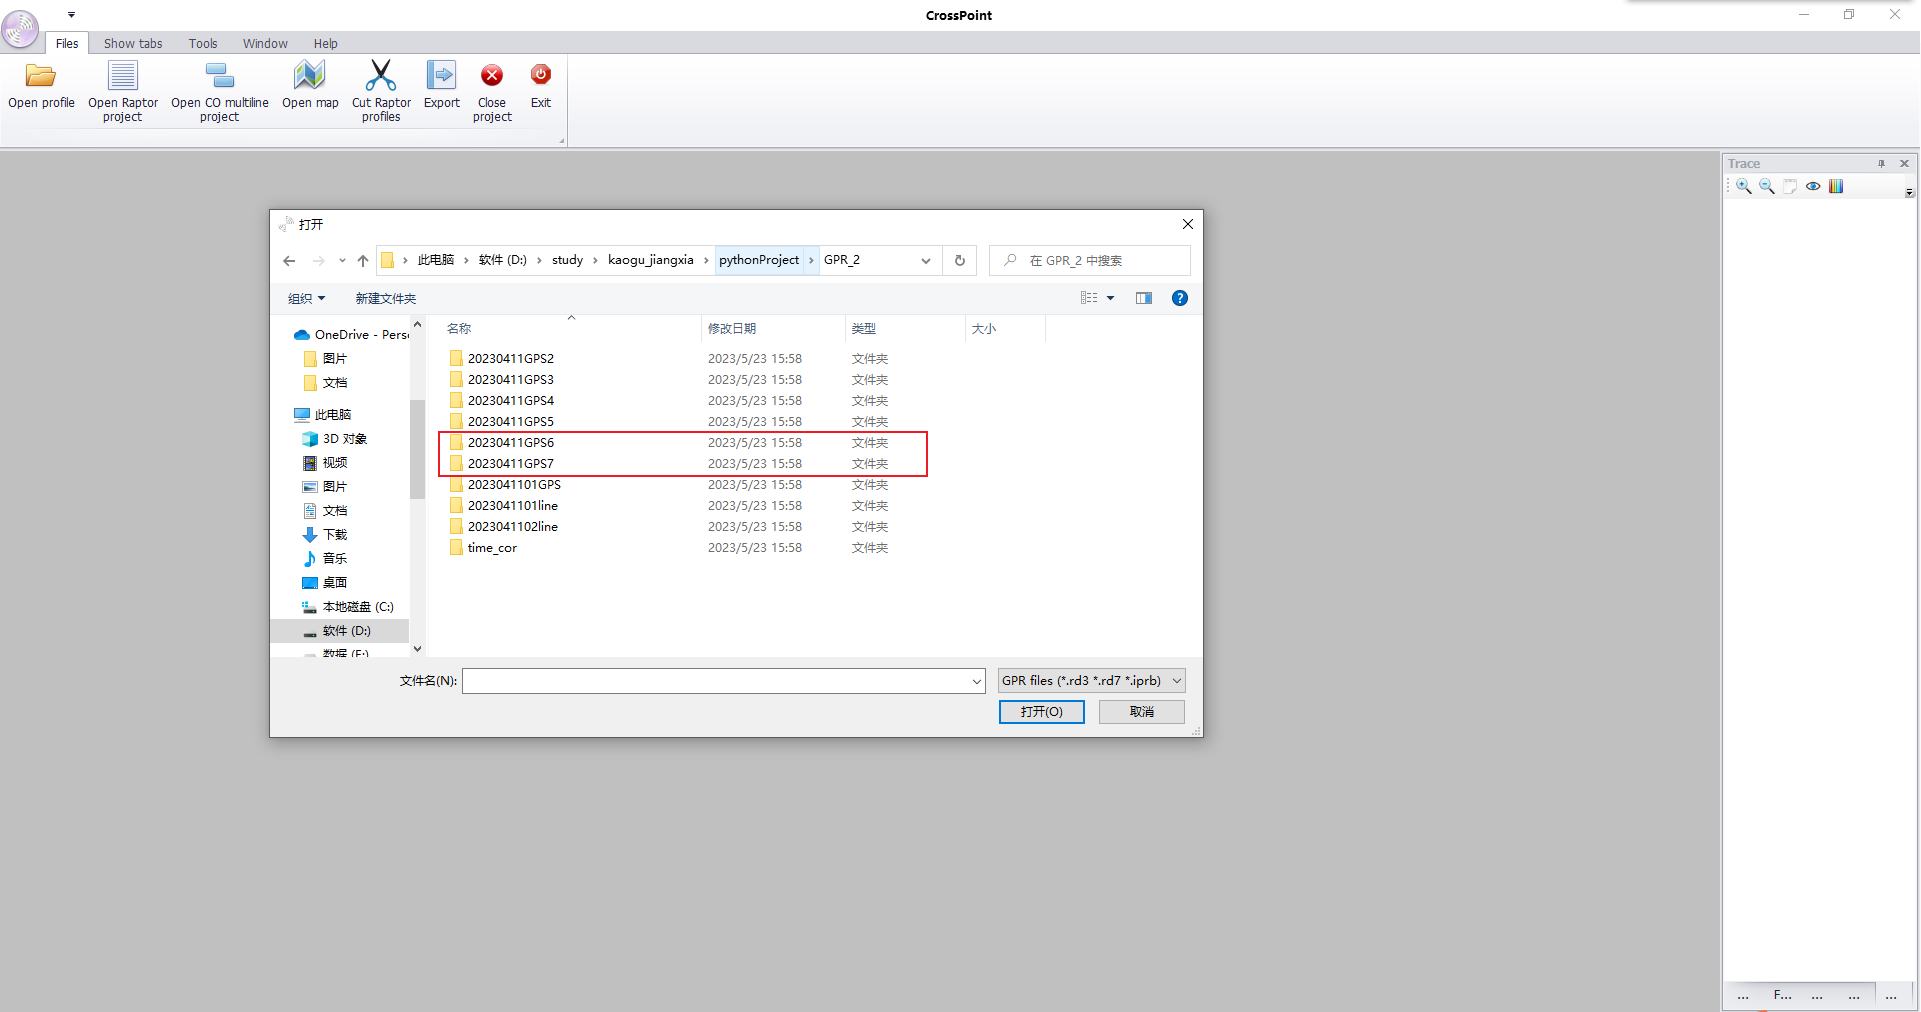 CrossPoint
Files Show tabs Tools Window Help
Open profile
Open Raptor project
Open CO multiline project
Open map
Cut Raptor profiles
Export
Close project
Exit
Trace
打开
此电脑 软件 (D:) study kaogu_jiangxia pythonProject GPR_2
在 GPR_2 中搜索
组织 新建文件夹
OneDrive - Pers
图片
文档
此电脑
3D 对象
视频
图片
文档
下载
音乐
桌面
本地磁盘 (C:)
软件 (D:)
数据 (E:)
名称 修改日期 类型 大小
20230411GPS2 2023/5/23 15:58 文件夹
20230411GPS3 2023/5/23 15:58 文件夹
20230411GPS4 2023/5/23 15:58 文件夹
20230411GPS5 2023/5/23 15:58 文件夹
20230411GPS6 2023/5/23 15:58 文件夹
20230411GPS7 2023/5/23 15:58 文件夹
2023041101GPS 2023/5/23 15:58 文件夹
2023041101line 2023/5/23 15:58 文件夹
2023041102line 2023/5/23 15:58 文件夹
time_cor 2023/5/23 15:58 文件夹
文件名(N):
GPR files (*.rd3 *.rd7 *.iprb)
打开(O) 取消
... F... ... ... ...